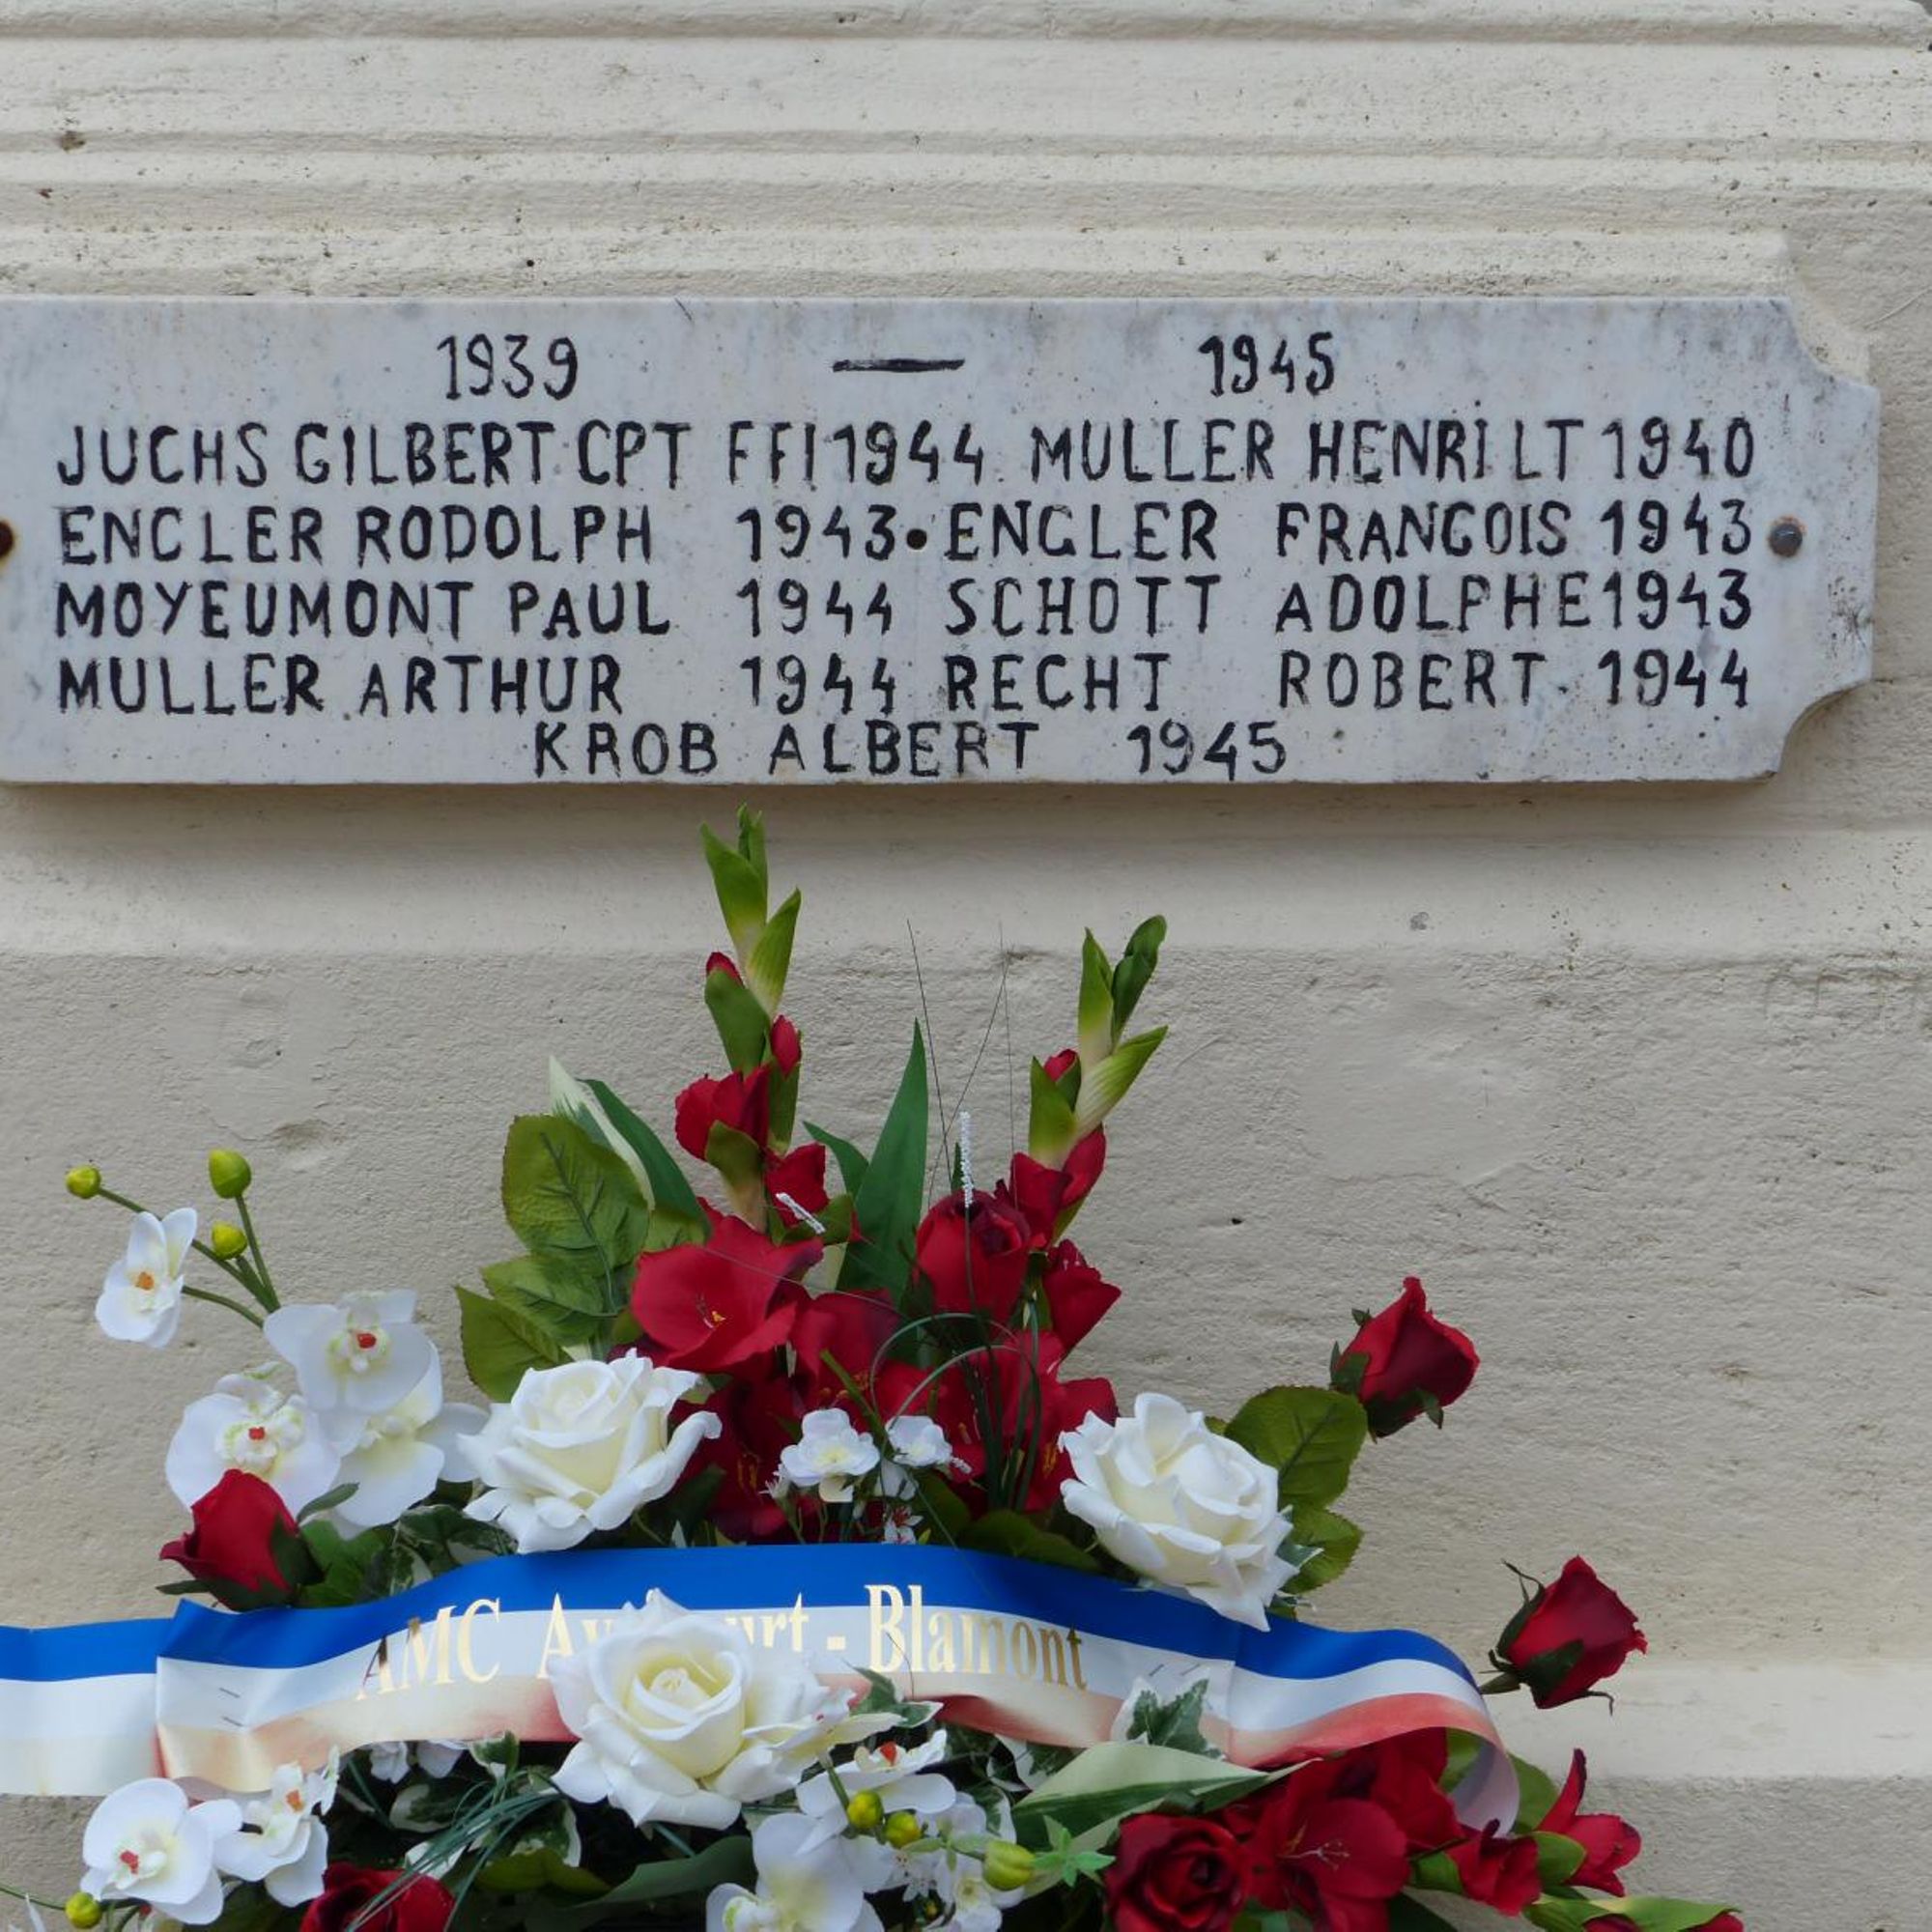 1939 — 1945
JUCHS GILBERT CPT FFI 1944 MULLER HENRI LT 1940
ENCLER RODOLPH 1943 • ENGLER FRANCOIS 1943
MOYEUMONT PAUL 1944 SCHOTT ADOLPHE 1943
MULLER ARTHUR 1944 RECHT ROBERT 1944
KROB ALBERT 1945
AMC - Blamont